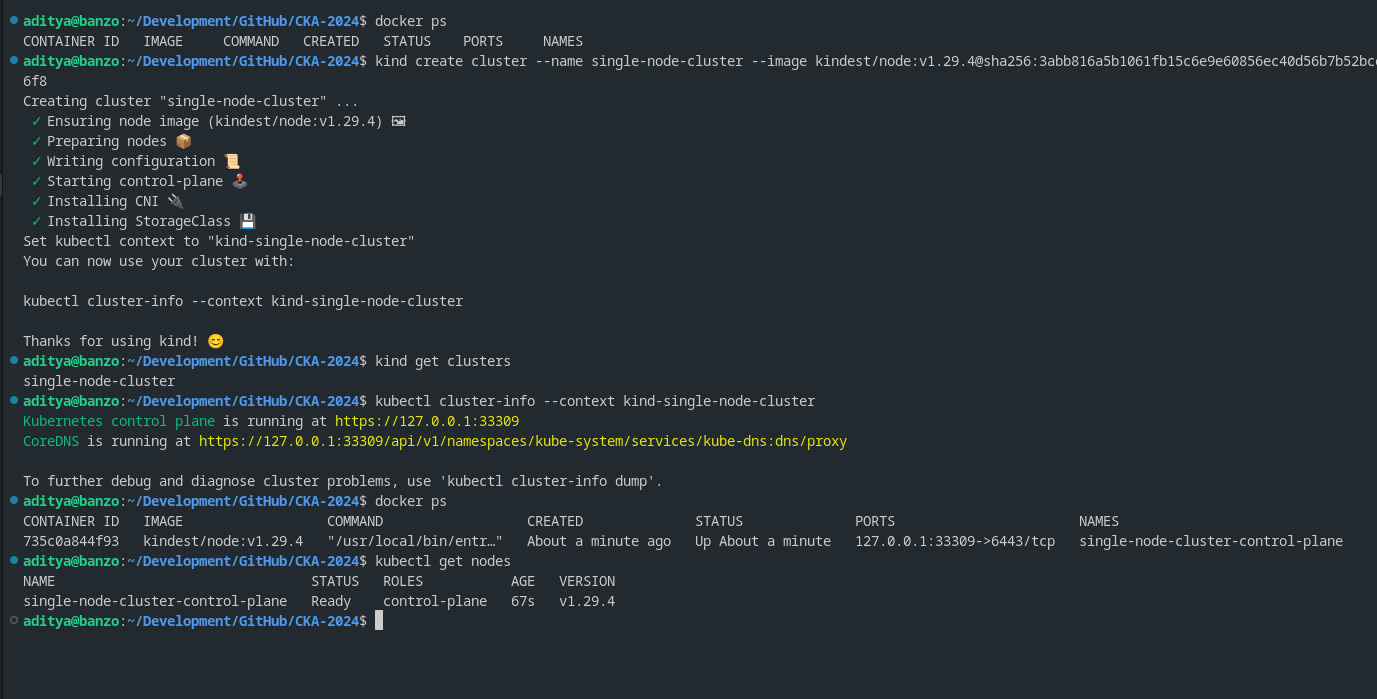 aditya@banzo:~/Development/GitHub/CKA-2024$ docker ps
CONTAINER ID   IMAGE     COMMAND   CREATED   STATUS    PORTS     NAMES
aditya@banzo:~/Development/GitHub/CKA-2024$ kind create cluster --name single-node-cluster --image kindest/node:v1.29.4@sha256:3abb816a5b1061fb15c6e9e60856ec40d56b7b52bc
6f8
Creating cluster "single-node-cluster" ...
✓ Ensuring node image (kindest/node:v1.29.4) 🖼
✓ Preparing nodes 📦
✓ Writing configuration 📜
✓ Starting control-plane 🕹️
✓ Installing CNI 🔌
✓ Installing StorageClass 💾
Set kubectl context to "kind-single-node-cluster"
You can now use your cluster with:
kubectl cluster-info --context kind-single-node-cluster
Thanks for using kind! 😊
aditya@banzo:~/Development/GitHub/CKA-2024$ kind get clusters
single-node-cluster
aditya@banzo:~/Development/GitHub/CKA-2024$ kubectl cluster-info --context kind-single-node-cluster
Kubernetes control plane is running at https://127.0.0.1:33309
CoreDNS is running at https://127.0.0.1:33309/api/v1/namespaces/kube-system/services/kube-dns:dns/proxy
To further debug and diagnose cluster problems, use 'kubectl cluster-info dump'.
aditya@banzo:~/Development/GitHub/CKA-2024$ docker ps
CONTAINER ID   IMAGE                  COMMAND                  CREATED              STATUS              PORTS                       NAMES
735c0a844f93   kindest/node:v1.29.4   "/usr/local/bin/entr…"   About a minute ago   Up About a minute   127.0.0.1:33309->6443/tcp   single-node-cluster-control-plane
aditya@banzo:~/Development/GitHub/CKA-2024$ kubectl get nodes
NAME                                STATUS   ROLES           AGE   VERSION
single-node-cluster-control-plane   Ready    control-plane   67s   v1.29.4
aditya@banzo:~/Development/GitHub/CKA-2024$